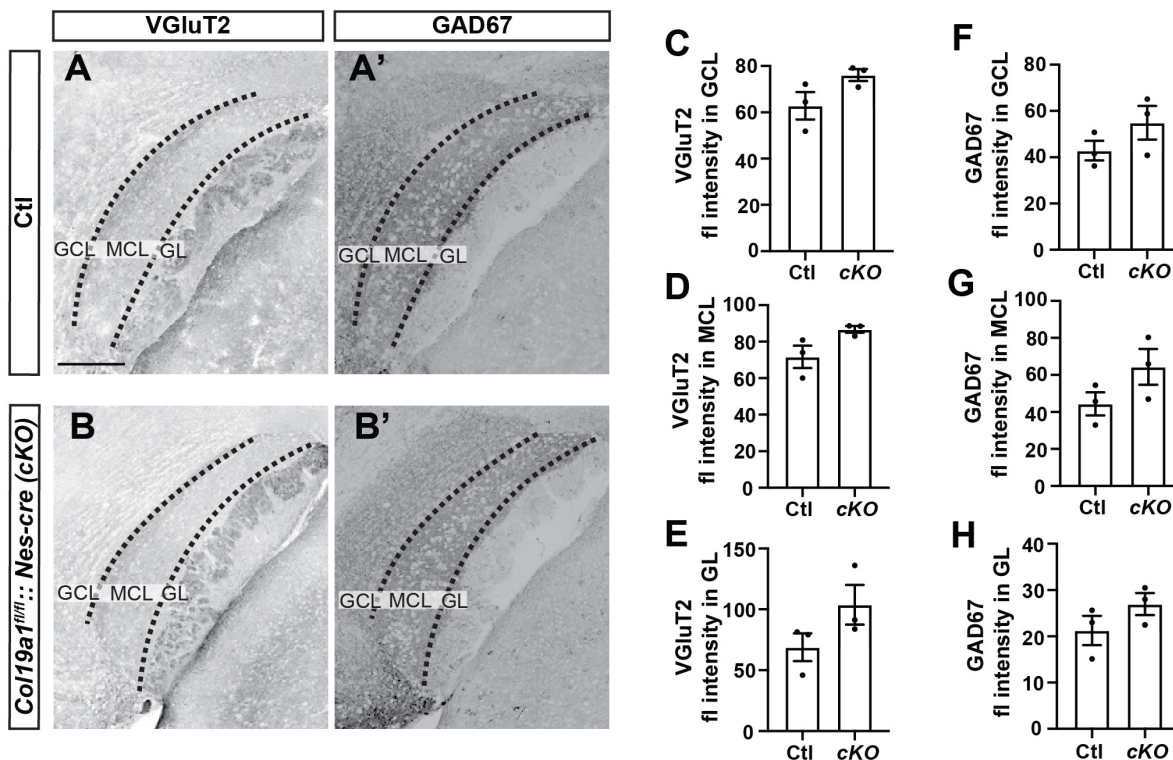 VGluT2
GAD67
Ctl
A
A'
GCL MCL GL
GCL MCL GL
Col19a1fl/fl:: Nes-cre (cKO)
B
B'
GCL MCL GL
GCL MCL GL
C
VGluT2
fl intensity in GCL
80
60
40
20
0
Ctl cKO
D
VGluT2
fl intensity in MCL
100
80
60
40
20
0
Ctl cKO
E
VGluT2
fl intensity in GL
150
100
50
0
Ctl cKO
F
GAD67
fl intensity in GCL
80
60
40
20
0
Ctl cKO
G
GAD67
fl intensity in MCL
100
80
60
40
20
0
Ctl cKO
H
GAD67
fl intensity in GL
40
30
20
10
0
Ctl cKO